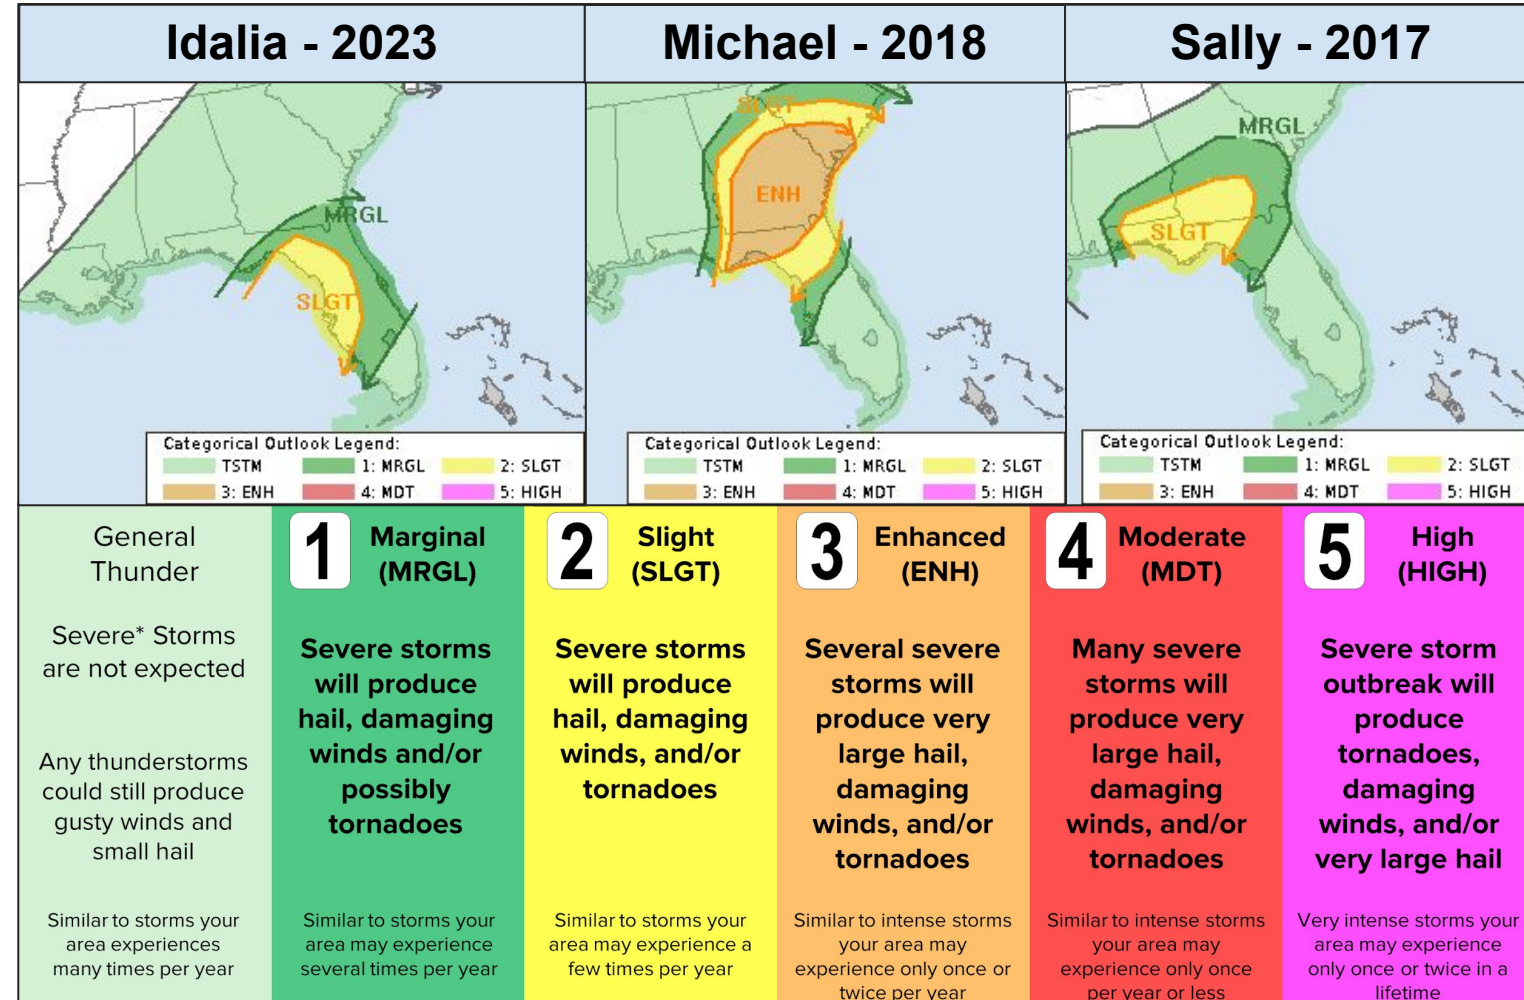 Idalia - 2023
Michael - 2018
Sally - 2017
MRGL
SLGT
SLGT
ENH
MRGL
SLGT
Categorical Outlook Legend:
TSTM 1: MRGL 2: SLGT
3: ENH 4: MDT 5: HIGH
Categorical Outlook Legend:
TSTM 1: MRGL 2: SLGT
3: ENH 4: MDT 5: HIGH
Categorical Outlook Legend:
TSTM 1: MRGL 2: SLGT
3: ENH 4: MDT 5: HIGH
General
Thunder
Severe* Storms
are not expected
Any thunderstorms
could still produce
gusty winds and
small hail
Similar to storms your
area experiences
many times per year
1 Marginal
(MRGL)
Severe storms
will produce
hail, damaging
winds and/or
possibly
tornadoes
Similar to storms your
area may experience
several times per year
2 Slight
(SLGT)
Severe storms
will produce
hail, damaging
winds, and/or
tornadoes
Similar to storms your
area may experience a
few times per year
3 Enhanced
(ENH)
Several severe
storms will
produce very
large hail,
damaging
winds, and/or
tornadoes
Similar to intense storms
your area may
experience only once or
twice per year
4 Moderate
(MDT)
Many severe
storms will
produce very
large hail,
damaging
winds, and/or
tornadoes
Similar to intense storms
your area may
experience only once
per year or less
5 High
(HIGH)
Severe storm
outbreak will
produce
tornadoes,
damaging
winds, and/or
very large hail
Very intense storms your
area may experience
only once or twice in a
lifetime